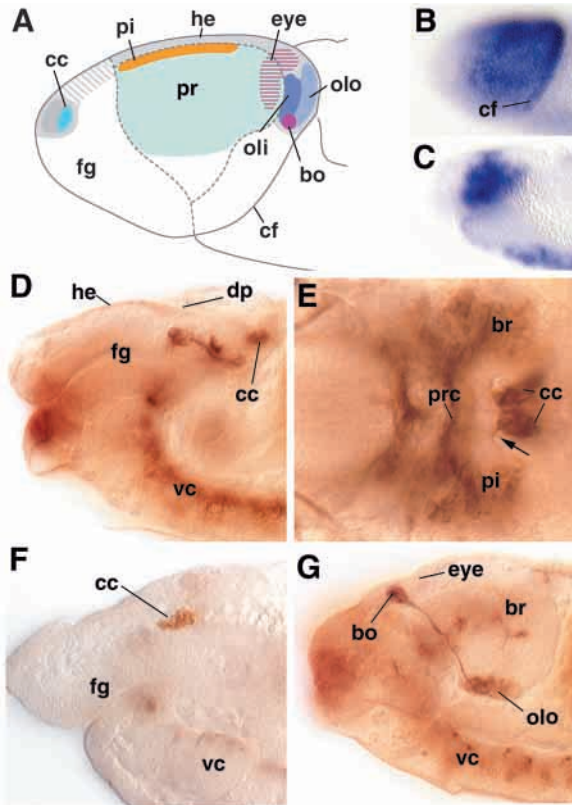 A
he
eye
pi
cc
pr
olo
oli
bo
fg
cf
B
cf
C
D
he
dp
fg
cc
vc
E
br
prc
cc
pi
F
cc
fg
vc
G
eye
bo
br
olo
vc